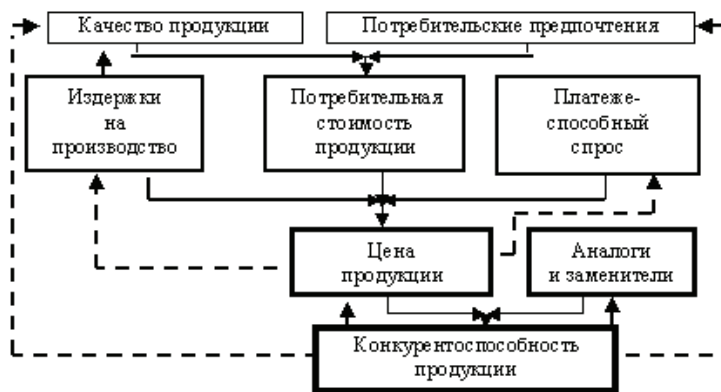 Качество продукции
Потребительские предпочтения
Издержки
на
производство
Потребительная
стоимость
продукции
Платеже-
способный
спрос
Цена
продукции
Аналоги
и заменители
Конкурентоспособность
продукции